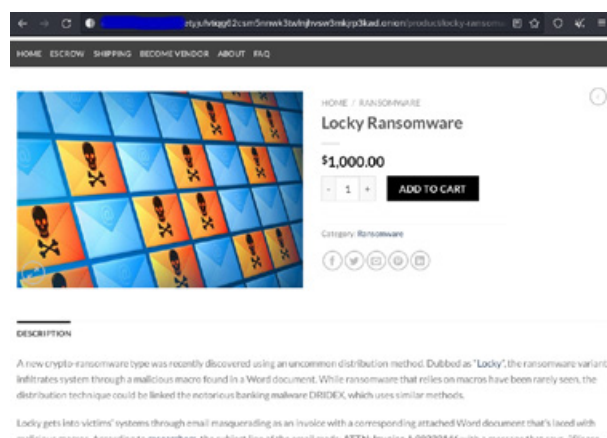 HOME ESCROW SHIPPING BECOME VENDOR ABOUT FAQ
HOME / RANSOMWARE
Locky Ransomware
$1,000.00
- 1 + ADD TO CART
Category: Ransomware
DESCRIPTION
A new crypto-ransomware type was recently discovered using an uncommon distribution method. Dubbed as "Locky", the ransomware variant
infiltrates system through a malicious macro found in a Word document. While ransomware that relies on macros have been rarely seen, the
distribution technique could be linked the notorious banking malware DRIDEX, which uses similar methods.
Locky gets into victims' systems through email masquerading as an invoice with a corresponding attached Word document that's laced with